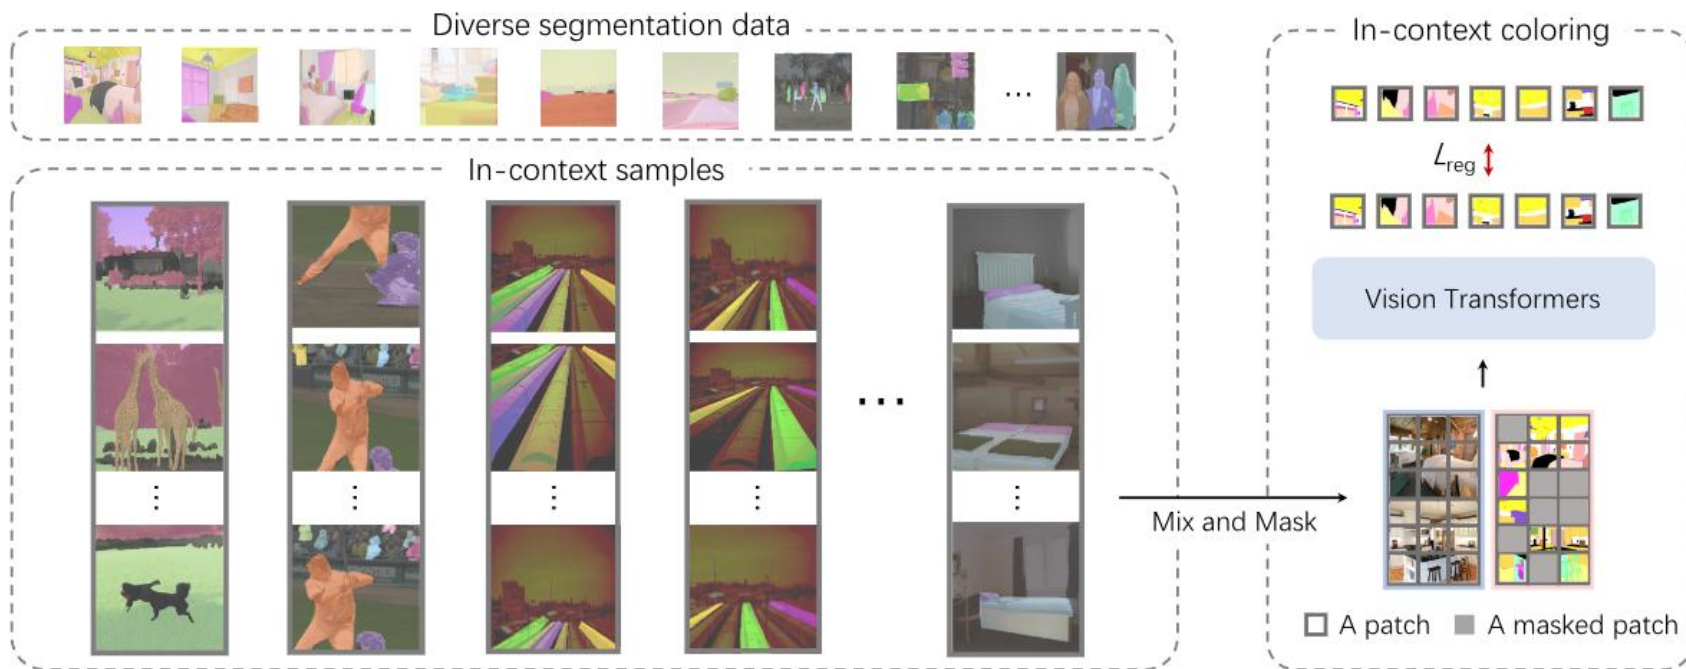 Diverse segmentation data
...
In-context samples
...
Mix and Mask
In-context coloring
Lreg
Vision Transformers
A patch
A masked patch